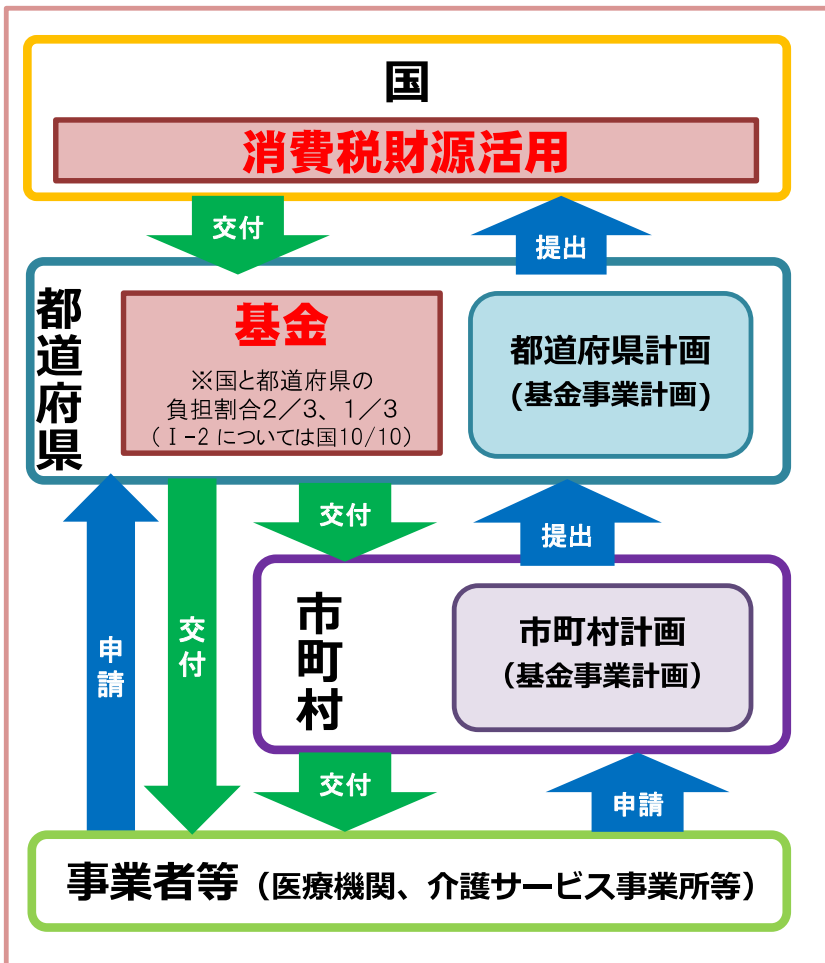 国
消費税財源活用
交付
提出
都道府県
基金
※国と都道府県の
負担割合2／3、1／3
(Ⅰ-2 については国10/10)
都道府県計画
(基金事業計画)
交付
提出
申請
交付
市町村
市町村計画
(基金事業計画)
交付
申請
事業者等（医療機関、介護サービス事業所等）